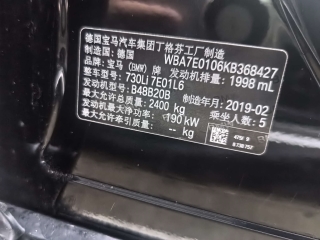 德国宝马汽车集团丁格芬工厂制造
制造国：德国 WBA7E0106KB368427
品牌：宝马（BMW）牌 发动机排量：1998 mL
整车型号：730Li 7E01L6
发动机型号：B48B20B 制造年月：2019-02
最大允许总质量：2400 kg 乘坐人数：5
发动机最大净功率：190 kW
最大允许牵引质量：-- kg